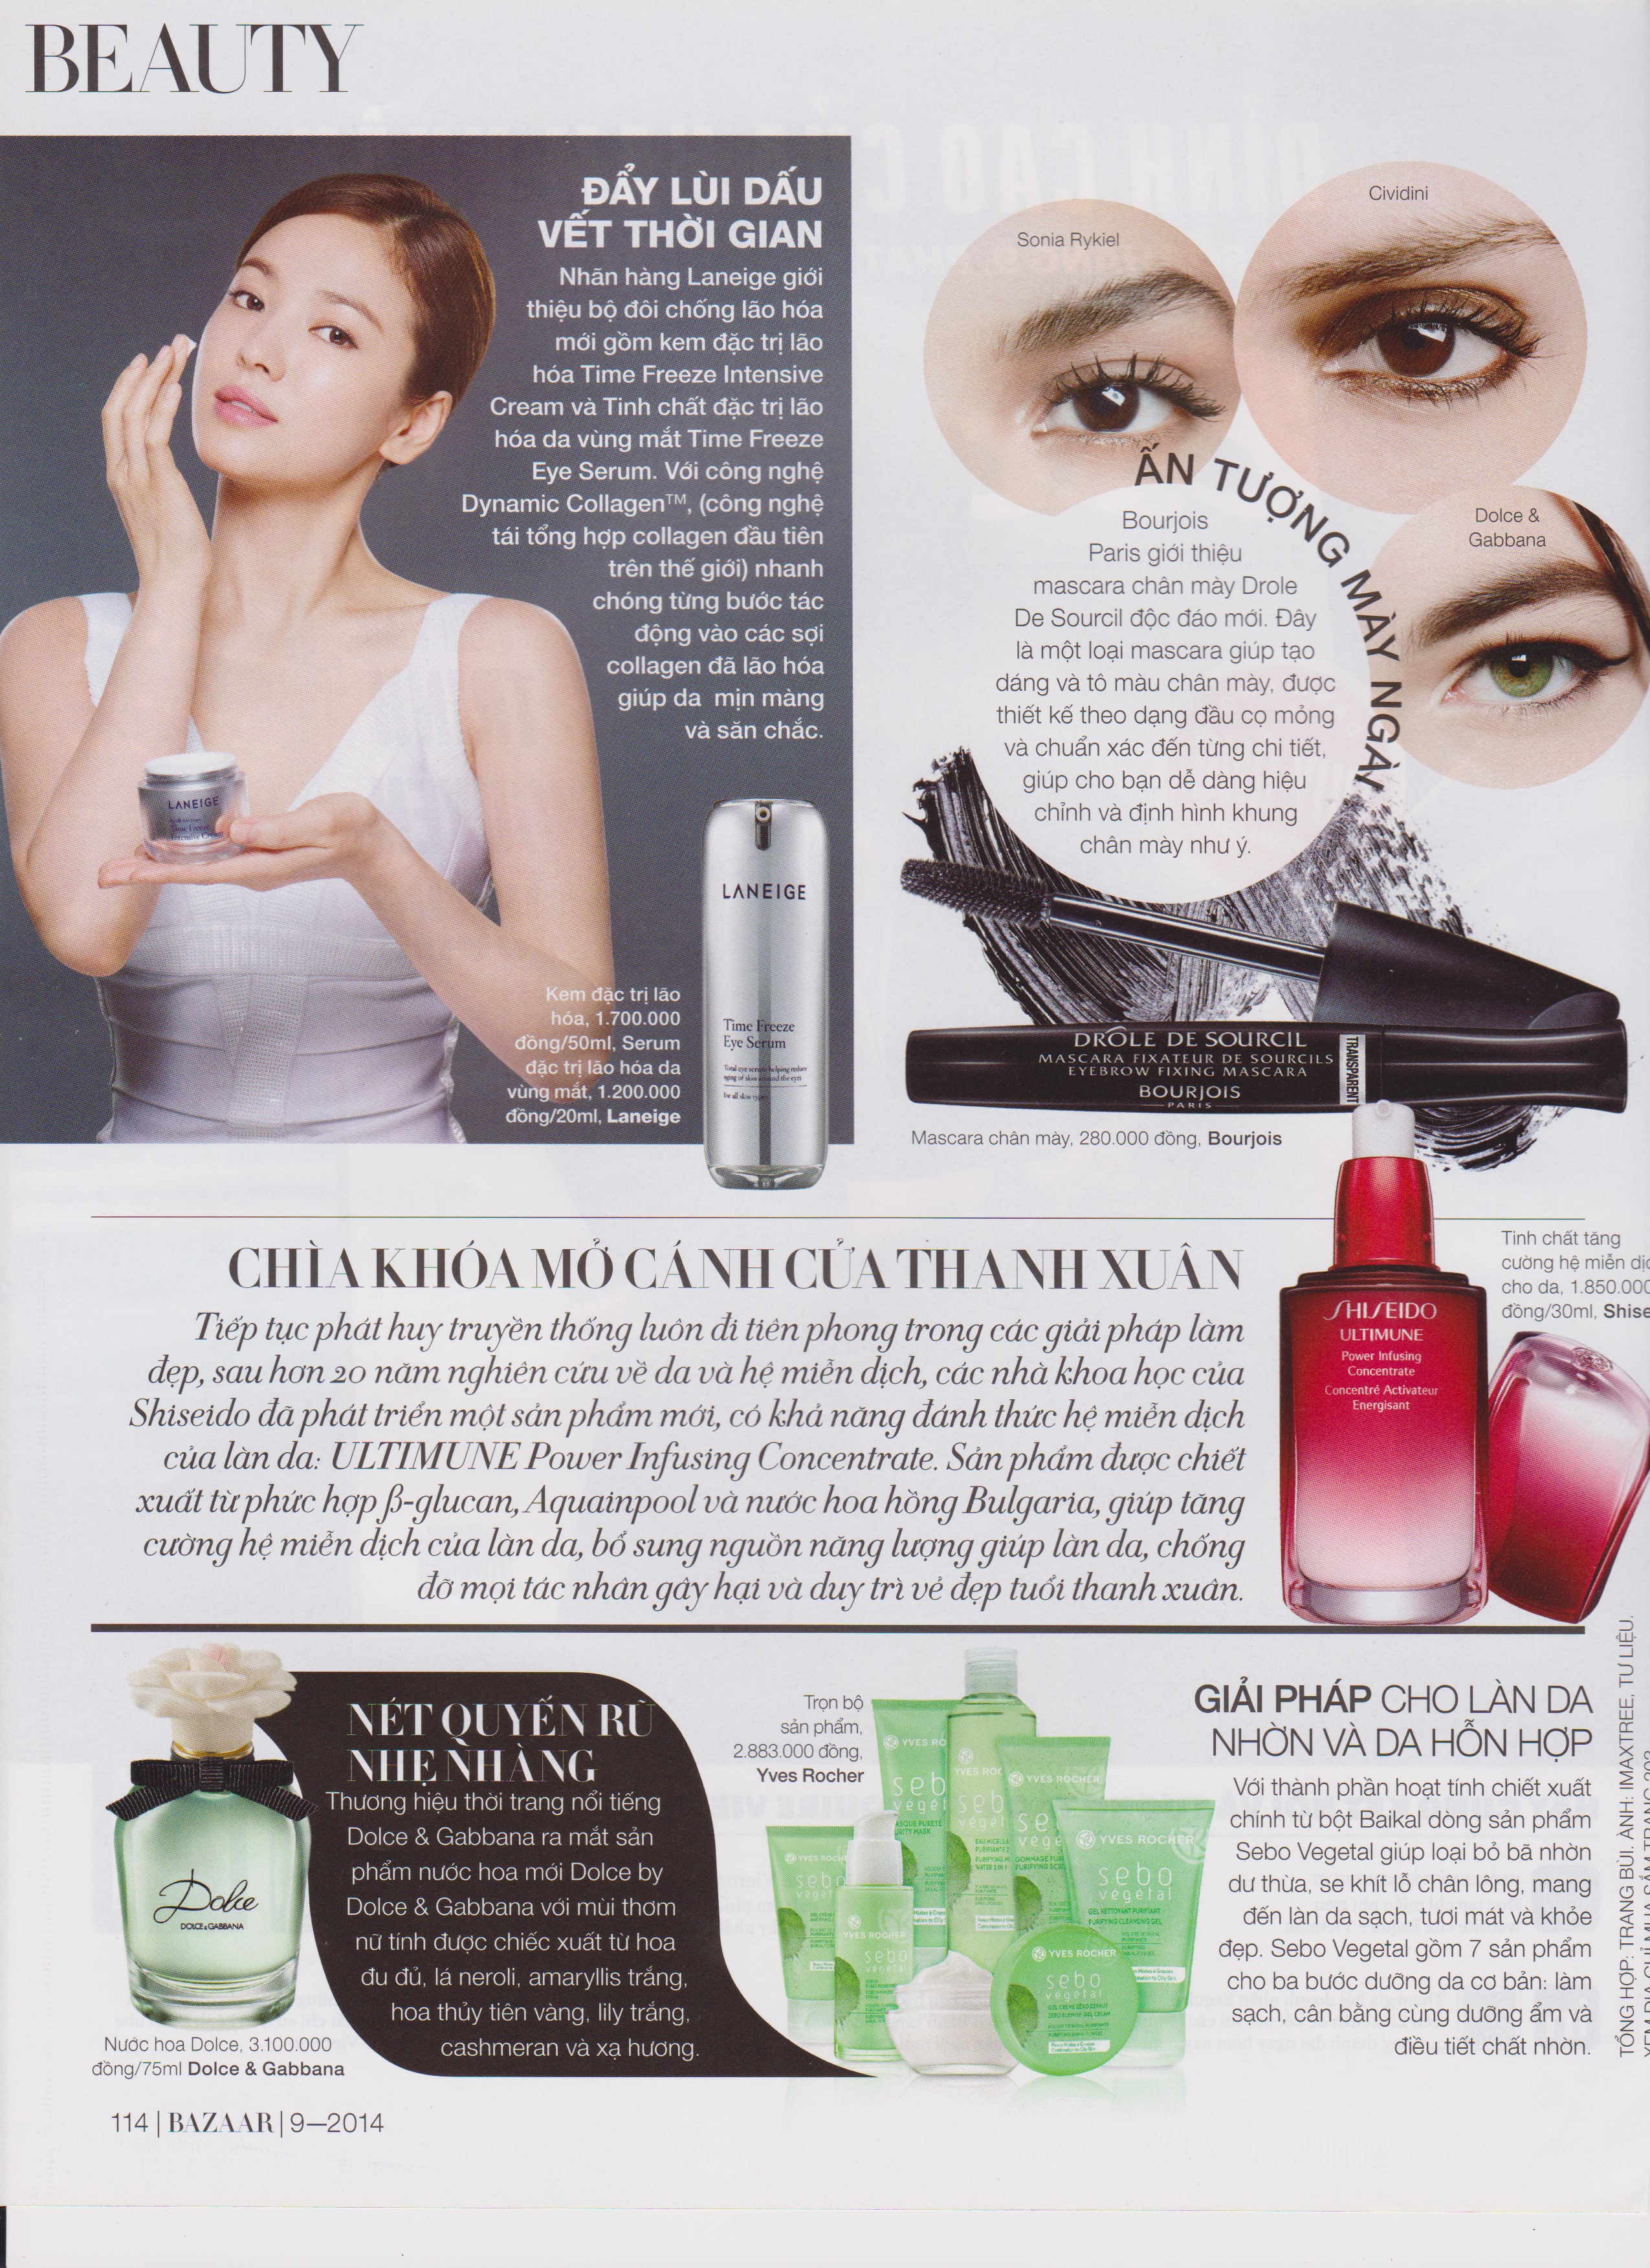 BEAUTY
ĐẨY LÙI DẤU
VẾT THỜI GIAN
Nhãn hàng Laneige giới
thiệu bộ đôi chống lão hóa
mới gồm kem đặc trị lão
hóa Time Freeze Intensive
Cream và Tinh chất đặc trị lão
hóa da vùng mắt Time Freeze
Eye Serum. Với công nghệ
Dynamic Collagen™, (công nghệ
tái tổng hợp collagen đầu tiên
trên thế giới) nhanh
chóng từng bước tác
động vào các sợi
collagen đã lão hóa
giúp da mịn màng
và săn chắc.
LANEIGE
Time Freeze
Intensive Cream
LANEIGE
Time Freeze
Eye Serum
Total eye serum helping reduce
aging of skin around the eyes
for all skin types
Kem đặc trị lão
hóa, 1.700.000
đồng/50ml, Serum
đặc trị lão hóa da
vùng mắt, 1.200.000
đồng/20ml, Laneige
Sonia Rykiel
Cividini
Dolce &
Gabbana
ẤN TƯỢNG MÀY NGÀI
Bourjois
Paris giới thiệu
mascara chân mày Drole
De Sourcil độc đáo mới. Đây
là một loại mascara giúp tạo
dáng và tô màu chân mày, được
thiết kế theo dạng đầu cọ mỏng
và chuẩn xác đến từng chi tiết,
giúp cho bạn dễ dàng hiệu
chỉnh và định hình khung
chân mày như ý.
DRÔLE DE SOURCIL
MASCARA FIXATEUR DE SOURCILS
EYEBROW FIXING MASCARA
BOURJOIS
PARIS
TRANSPARENT
Mascara chân mày, 280.000 đồng, Bourjois
CHÌA KHÓA MỞ CÁNH CỬA THANH XUÂN
Tiếp tục phát huy truyền thống luôn đi tiên phong trong các giải pháp làm
đẹp, sau hơn 20 năm nghiên cứu về da và hệ miễn dịch, các nhà khoa học của
Shiseido đã phát triển một sản phẩm mới, có khả năng đánh thức hệ miễn dịch
của làn da: ULTIMUNE Power Infusing Concentrate. Sản phẩm được chiết
xuất từ phức hợp ß-glucan, Aquainpool và nước hoa hồng Bulgaria, giúp tăng
cường hệ miễn dịch của làn da, bổ sung nguồn năng lượng giúp làn da, chống
đỡ mọi tác nhân gây hại và duy trì vẻ đẹp tuổi thanh xuân.
SHISEIDO
ULTIMUNE
Power Infusing
Concentrate
Concentré Activateur
Energisant
Tinh chất tăng
cường hệ miễn dịc
cho da, 1.850.000
đồng/30ml, Shise
Dolce
DOLCE & GABBANA
Nước hoa Dolce, 3.100.000
đồng/75ml Dolce & Gabbana
NÉT QUYẾN RŨ
NHẸ NHÀNG
Thương hiệu thời trang nổi tiếng
Dolce & Gabbana ra mắt sản
phẩm nước hoa mới Dolce by
Dolce & Gabbana với mùi thơm
nữ tính được chiếc xuất từ hoa
đu đủ, lá neroli, amaryllis trắng,
hoa thủy tiên vàng, lily trắng,
cashmeran và xạ hương.
Trọn bộ
sản phẩm,
2.883.000 đồng,
Yves Rocher
YVES ROCHER
sebo
vegetal
GEL NETTOYANT PURIFIANT
PURIFYING CLEANSING GEL
YVES ROCHER
sebo
vegetal
YVES ROCHER
sebo
vegetal
GIẢI PHÁP CHO LÀN DA
NHỜN VÀ DA HỖN HỢP
Với thành phần hoạt tính chiết xuất
chính từ bột Baikal dòng sản phẩm
Sebo Vegetal giúp loại bỏ bã nhờn
dư thừa, se khít lỗ chân lông, mang
đến làn da sạch, tươi mát và khỏe
đẹp. Sebo Vegetal gồm 7 sản phẩm
cho ba bước dưỡng da cơ bản: làm
sạch, cân bằng cùng dưỡng ẩm và
điều tiết chất nhờn.
TỔNG HỢP: TRANG BÙI. ẢNH: IMAXTREE, TƯ LIỆU.
114 | BAZAAR | 9—2014